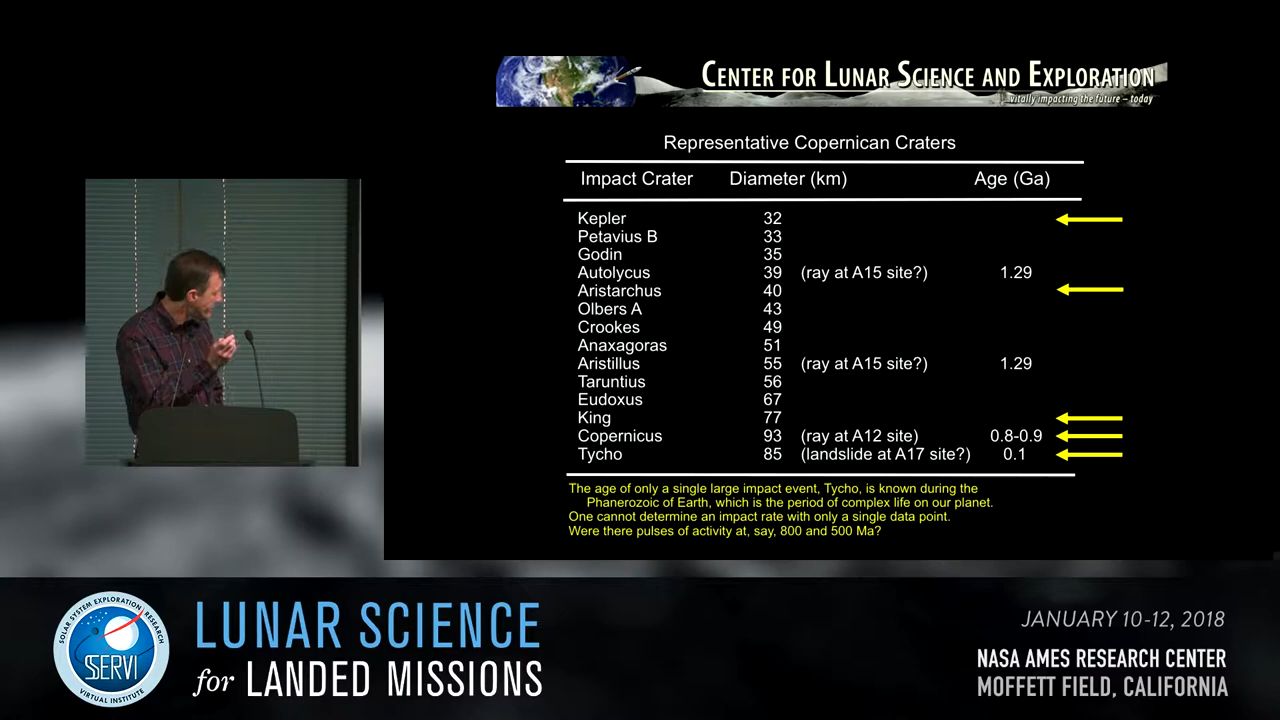 CENTER FOR LUNAR SCIENCE AND EXPLORATION
vitally impacting the future – today
Representative Copernican Craters
Impact Crater Diameter (km) Age (Ga)
Kepler 32
Petavius B 33
Godin 35
Autolycus 39 (ray at A15 site?) 1.29
Aristarchus 40
Olbers A 43
Crookes 49
Anaxagoras 51
Aristillus 55 (ray at A15 site?) 1.29
Taruntius 56
Eudoxus 67
King 77
Copernicus 93 (ray at A12 site) 0.8-0.9
Tycho 85 (landslide at A17 site?) 0.1
The age of only a single large impact event, Tycho, is known during the
Phanerozoic of Earth, which is the period of complex life on our planet.
One cannot determine an impact rate with only a single data point.
Were there pulses of activity at, say, 800 and 500 Ma?
SOLAR SYSTEM EXPLORATION RESEARCH
SSERVI
VIRTUAL INSTITUTE
LUNAR SCIENCE
for LANDED MISSIONS
JANUARY 10-12, 2018
NASA AMES RESEARCH CENTER
MOFFETT FIELD, CALIFORNIA